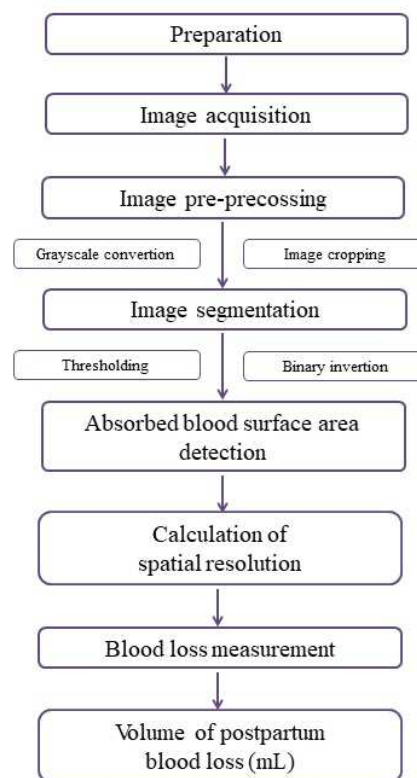 Preparation
Image acquisition
Image pre-precossing
Grayscale convertion
Image cropping
Image segmentation
Thresholding
Binary invertion
Absorbed blood surface area
detection
Calculation of
spatial resolution
Blood loss measurement
Volume of postpartum
blood loss (mL)